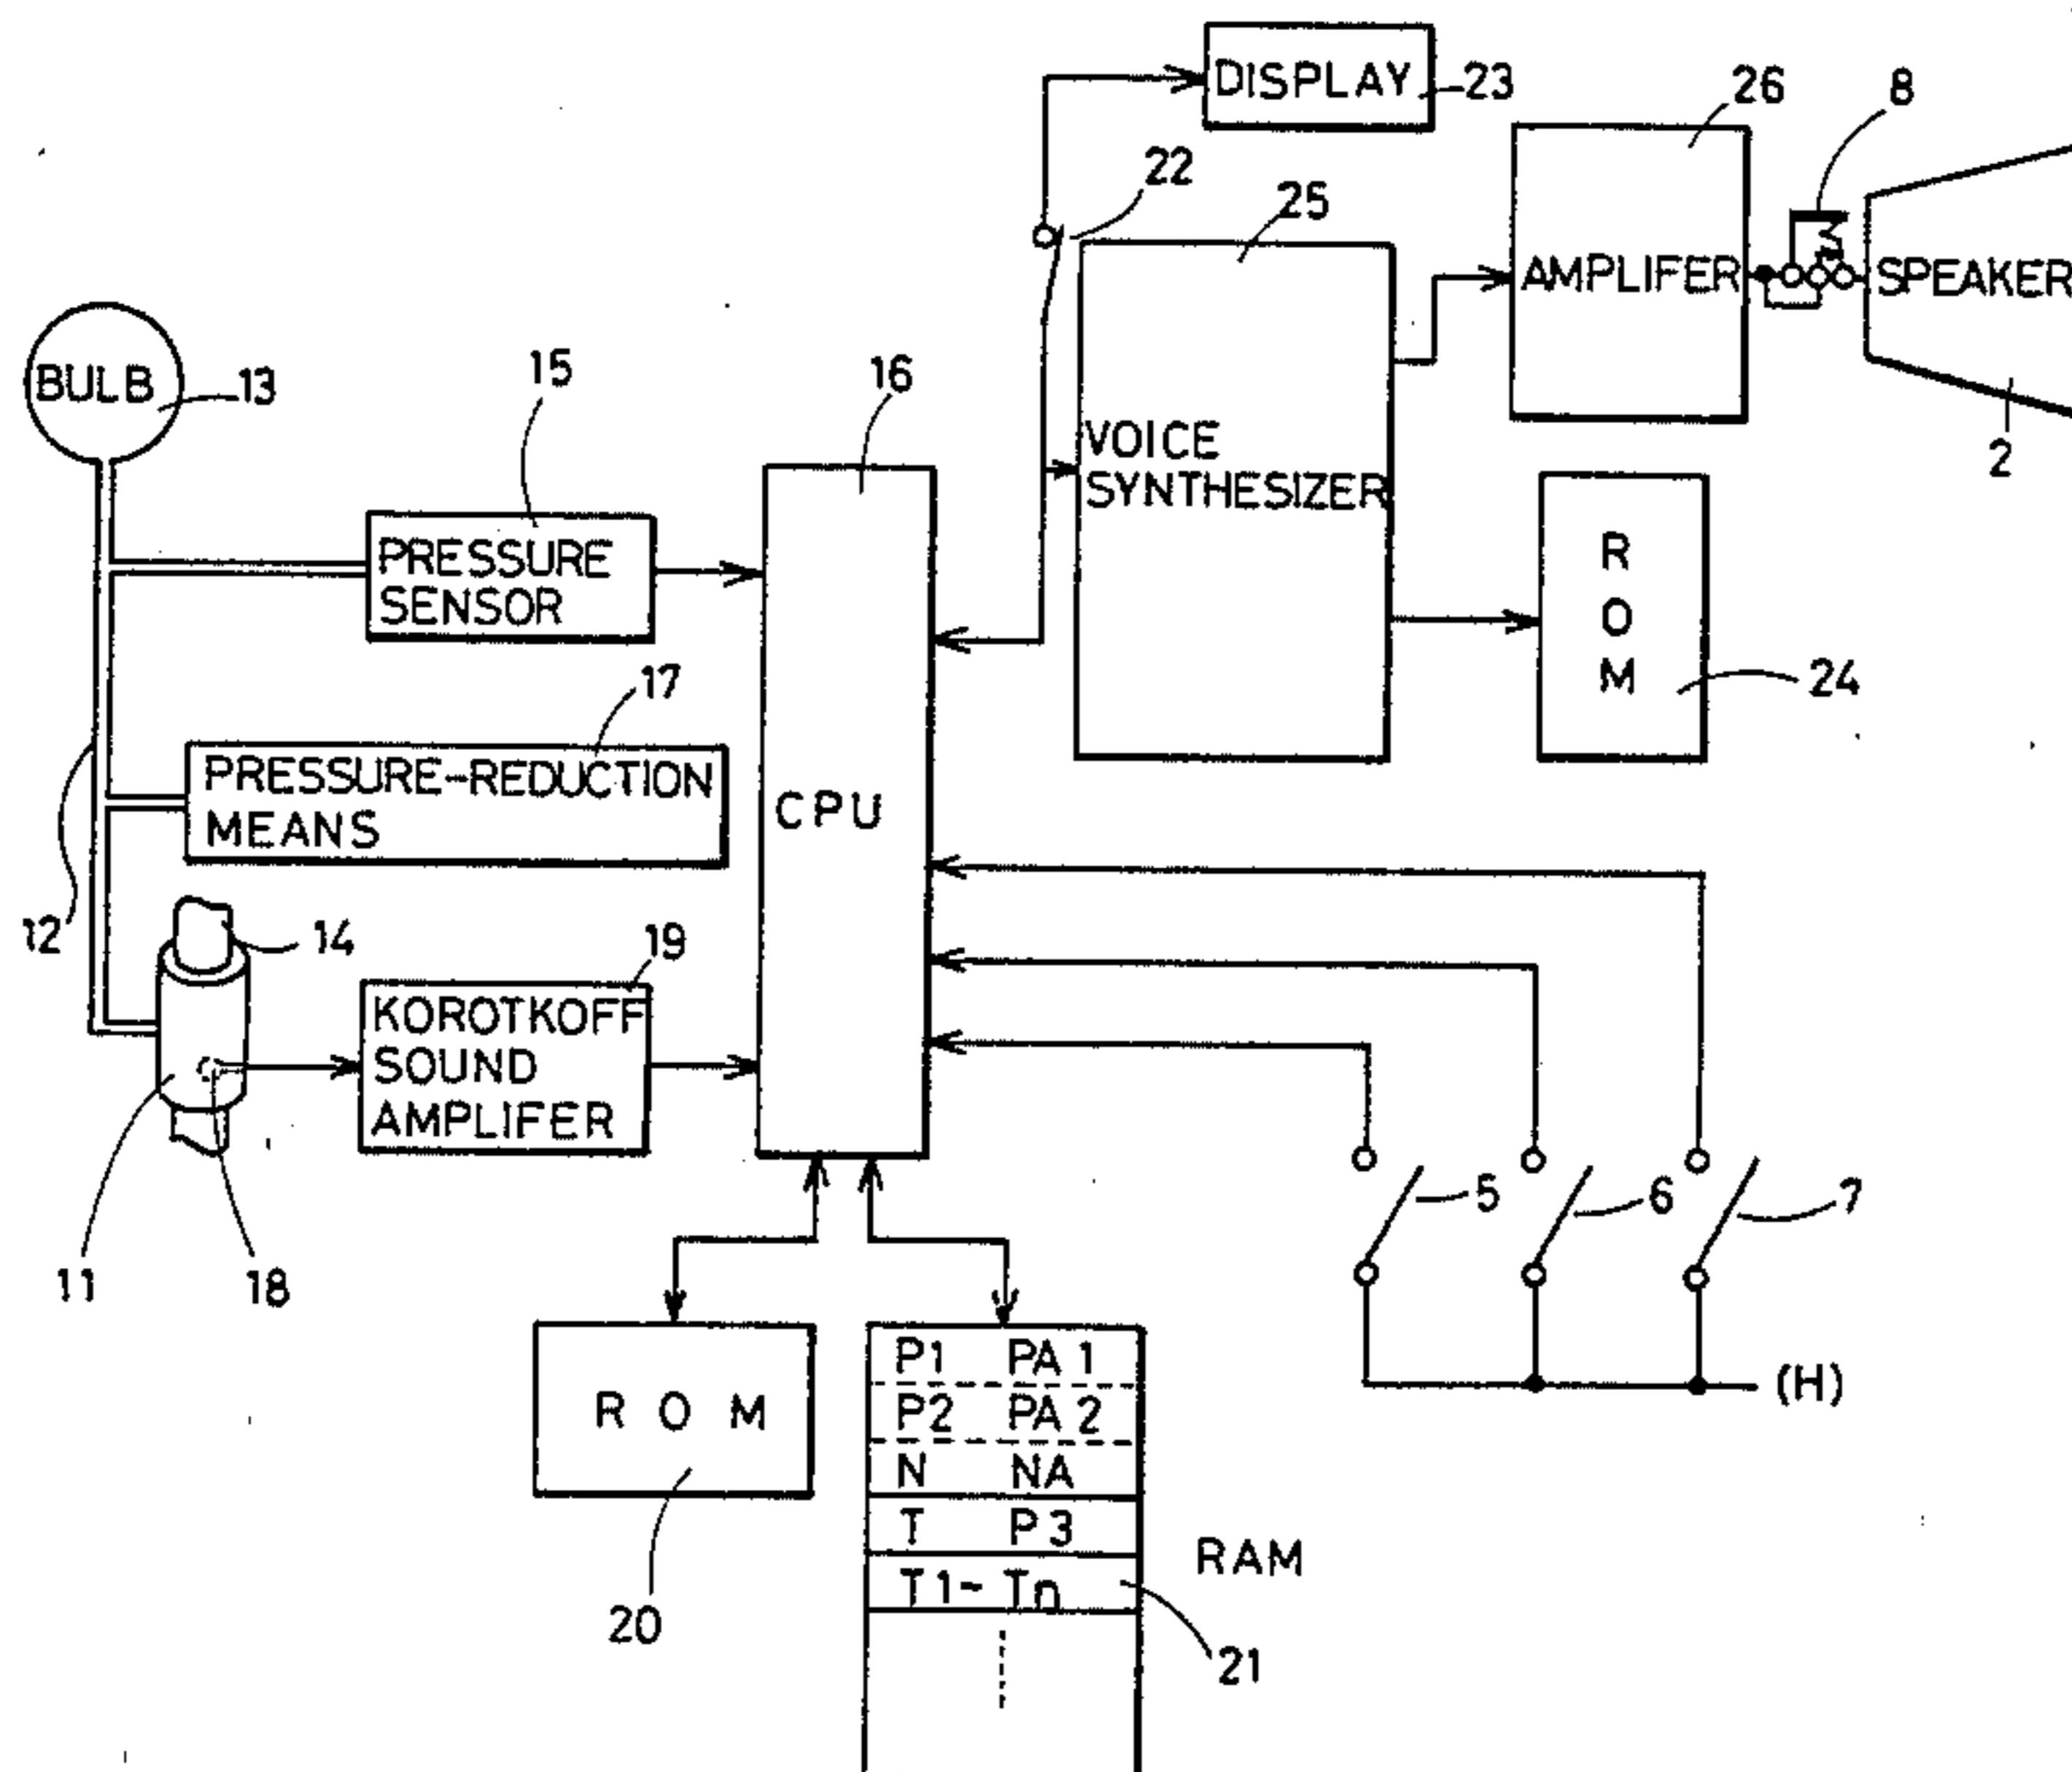 DISPLAY
23
26
8
22
25
AMPLIFER
SPEAKER
2
BULB
13
15
16
VOICE
SYNTHESIZER
PRESSURE
SENSOR
R
O
M
24
17
PRESSURE-REDUCTION
MEANS
CPU
12
14
19
KOROTKOFF
SOUND
AMPLIFER
11
18
5
6
7
(H)
ROM
20
P1 PA1
P2 PA2
N NA
T P3
T1-Tn
RAM
21